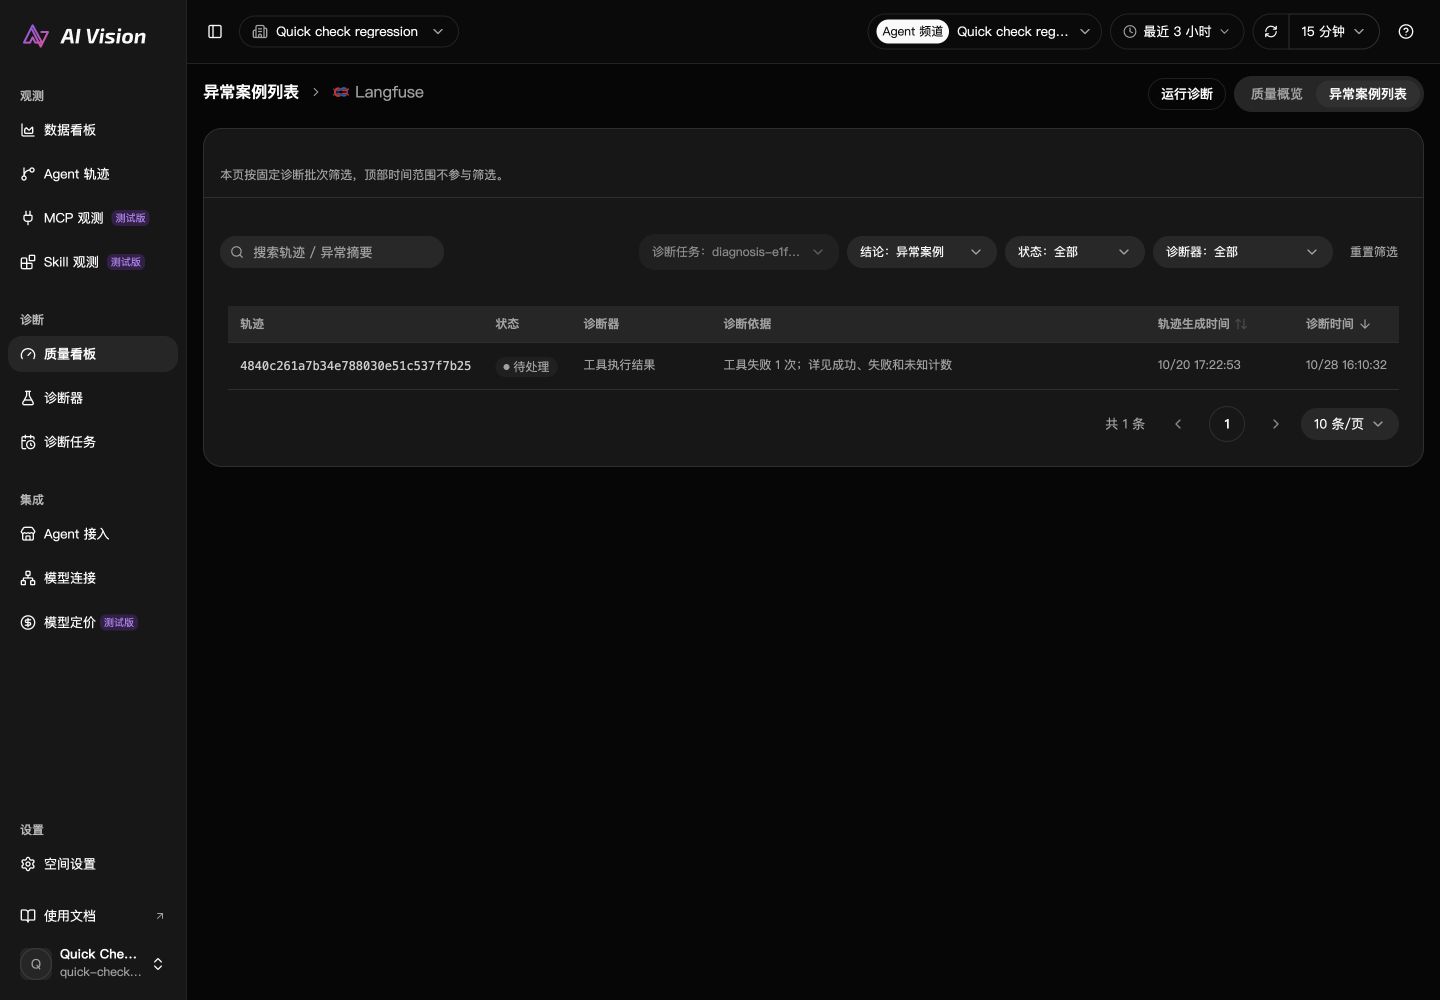 AI Vision
Quick check regression
Agent 频道 Quick check reg...
最近 3 小时
15 分钟
观测
数据看板
Agent 轨迹
MCP 观测 测试版
Skill 观测 测试版
诊断
质量看板
诊断器
诊断任务
集成
Agent 接入
模型连接
模型定价 测试版
设置
空间设置
使用文档
Q
Quick Che...
quick-check...
异常案例列表 > Langfuse
运行诊断
质量概览 异常案例列表
本页按固定诊断批次筛选，顶部时间范围不参与筛选。
搜索轨迹 / 异常摘要
诊断任务：diagnosis-e1f...
结论：异常案例
状态：全部
诊断器：全部
重置筛选
轨迹 状态 诊断器 诊断依据 轨迹生成时间 诊断时间
4840c261a7b34e788030e51c537f7b25 待处理 工具执行结果 工具失败 1 次；详见成功、失败和未知计数 10/20 17:22:53 10/28 16:10:32
共 1 条 1 10 条/页